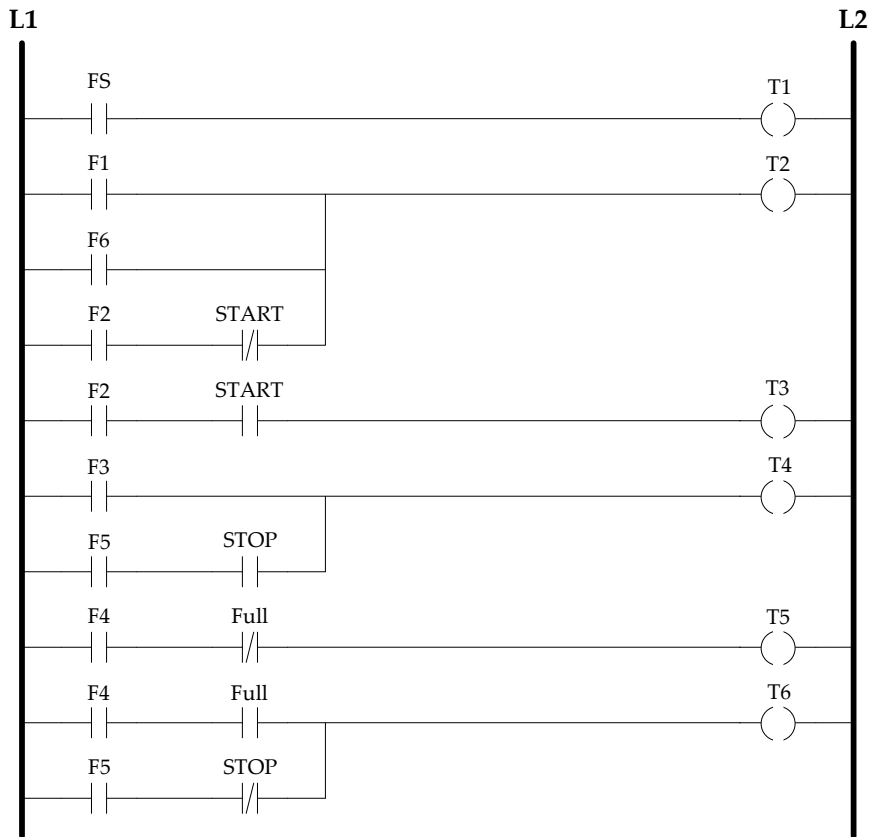 L1 L2
FS T1
F1 T2
F6
F2 START
F2 START T3
F3 T4
F5 STOP
F4 Full T5
F4 Full T6
F5 STOP